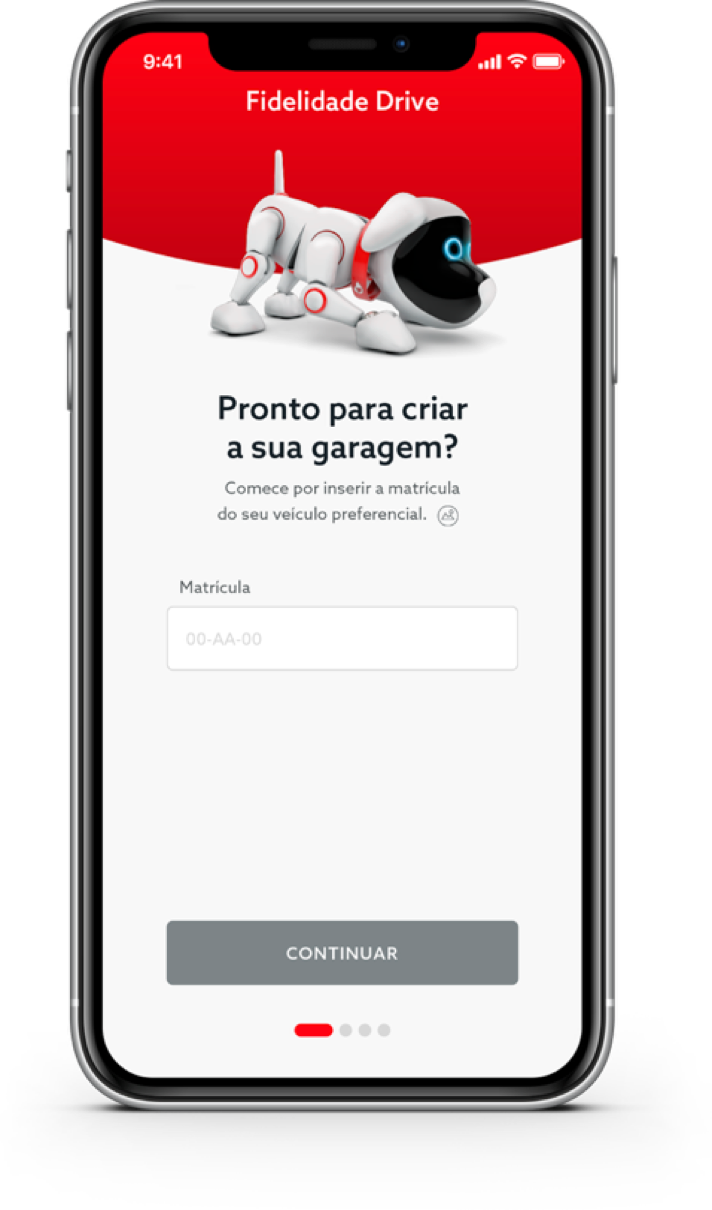 9:41
Fidelidade Drive
Pronto para criar
a sua garagem?
Comece por inserir a matrícula
do seu veículo preferencial.
Matrícula
00-AA-00
CONTINUAR